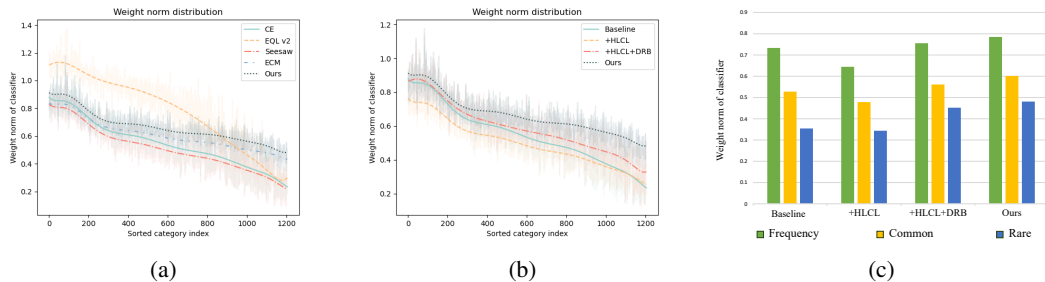 Weight norm distribution
Weight norm of classifier
1.4
1.2
1.0
0.8
0.6
0.4
0.2
CE
EQL v2
Seesaw
ECM
Ours
0
200
400
600
800
1000
1200
Sorted category index
(a)
Weight norm distribution
Weight norm of classifier
1.2
1.0
0.8
0.6
0.4
0.2
Baseline
+HLCL
+HLCL+DRB
Ours
0
200
400
600
800
1000
1200
Sorted category index
(b)
Weight norm of classifier
0.9
0.8
0.7
0.6
0.5
0.4
0.3
0.2
0.1
0
Baseline
+HLCL
+HLCL+DRB
Ours
Frequency
Common
Rare
(c)